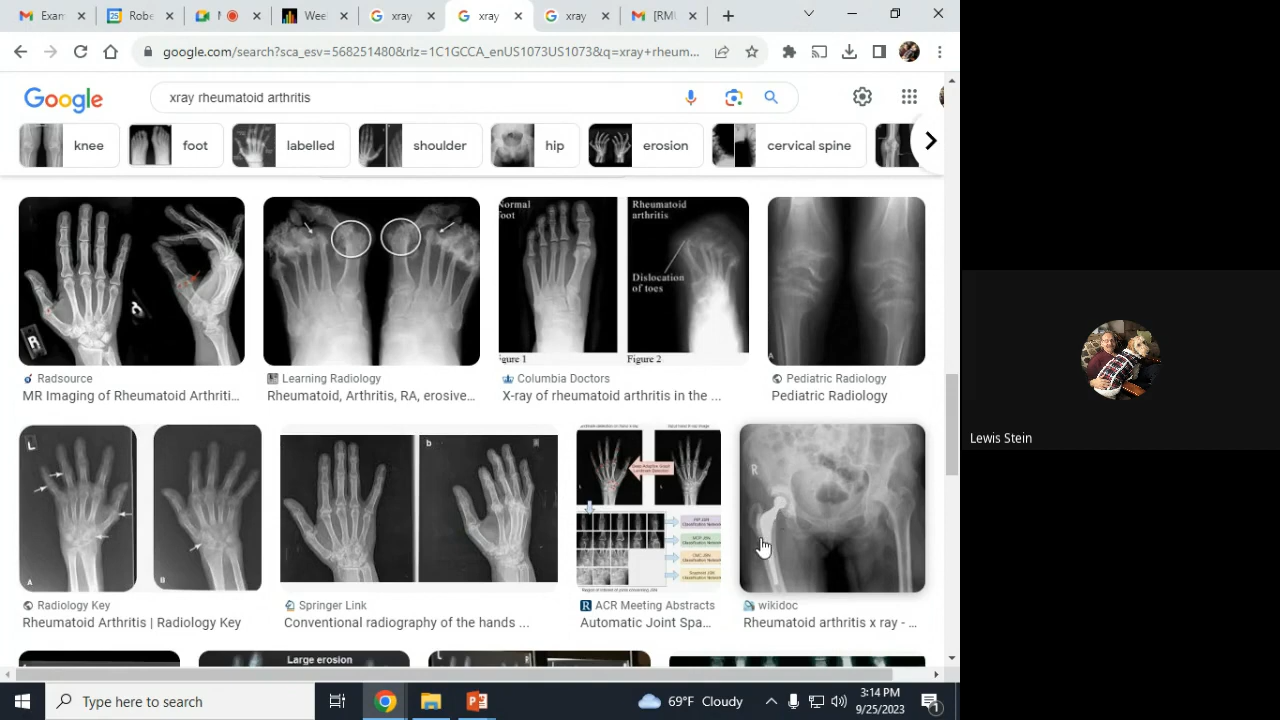 Exam
Robe
M
Wee
xray
xray
xray
[RMU
google.com/search?sca_esv=568251480&rlz=1C1GCCA_enUS1073US1073&q=xray+rheum...
Google
xray rheumatoid arthritis
knee
foot
labelled
shoulder
hip
erosion
cervical spine
R
Normal
foot
Rheumatoid
arthritis
Dislocation
of toes
Figure 1
Figure 2
A
Radsource
MR Imaging of Rheumatoid Arthriti...
Learning Radiology
Rheumatoid, Arthritis, RA, erosive...
Columbia Doctors
X-ray of rheumatoid arthritis in the ...
Pediatric Radiology
Pediatric Radiology
L
A
B
b
R
Radiology Key
Rheumatoid Arthritis | Radiology Key
Springer Link
Conventional radiography of the hands ...
ACR Meeting Abstracts
Automatic Joint Spa...
wikidoc
Rheumatoid arthritis x ray - ...
Large erosion
Lewis Stein
Type here to search
69°F Cloudy
3:14 PM
9/25/2023
1